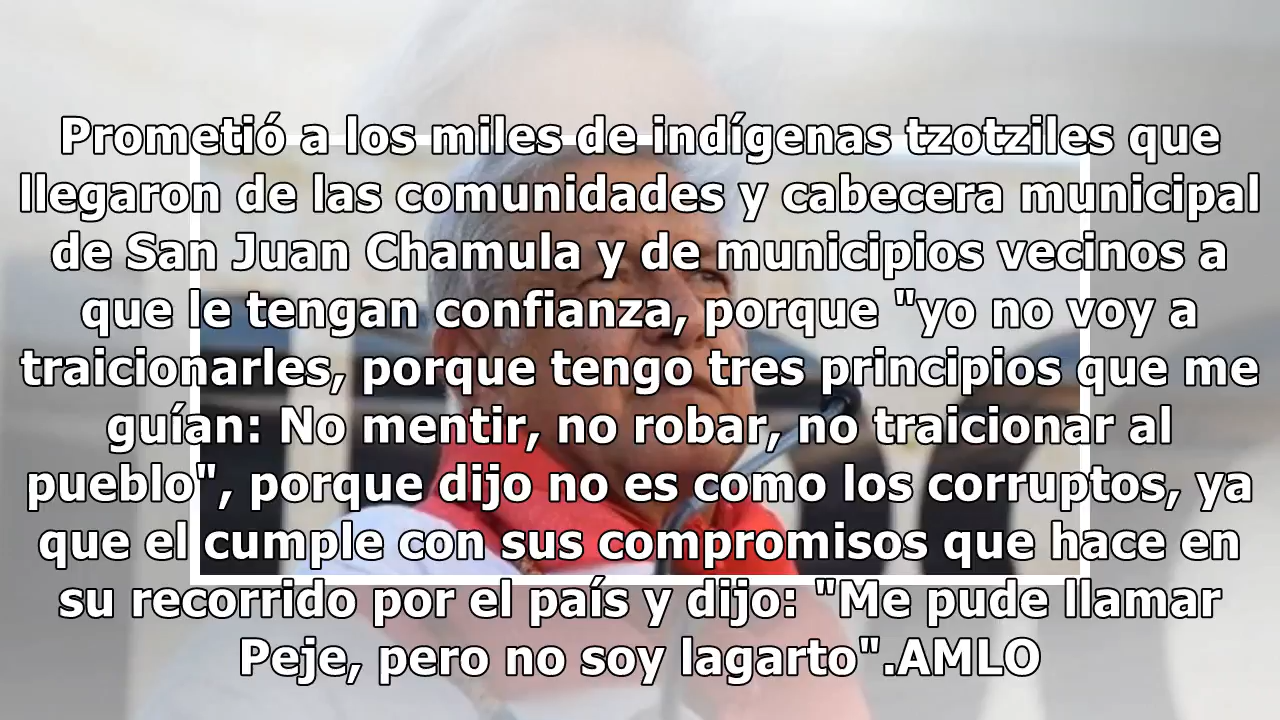 Prometió a los miles de indígenas tzotziles que
llegaron de las comunidades y cabecera municipal
de San Juan Chamula y de municipios vecinos a
que le tengan confianza, porque "yo no voy a
traicionarles, porque tengo tres principios que me
guían: No mentir, no robar, no traicionar al
pueblo", porque dijo no es como los corruptos, ya
que el cumple con sus compromisos que hace en
su recorrido por el país y dijo: "Me pude llamar
Peje, pero no soy lagarto".AMLO